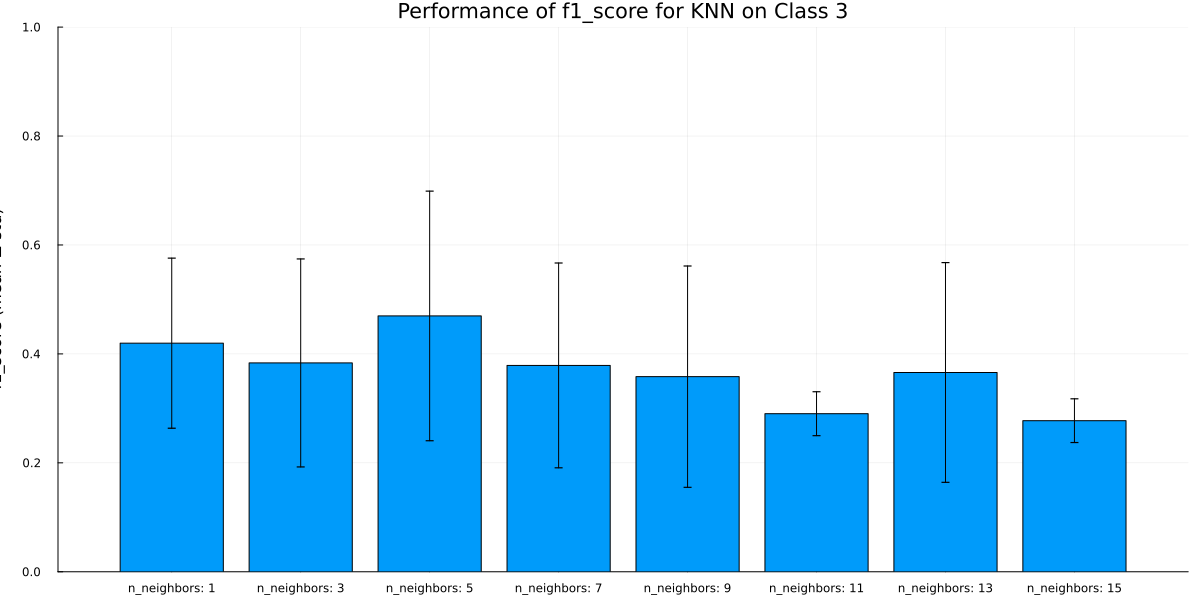 Performance of f1_score for KNN on Class 3
1.0
0.8
0.6
0.4
0.2
0.0
n_neighbors: 1
n_neighbors: 3
n_neighbors: 5
n_neighbors: 7
n_neighbors: 9
n_neighbors: 11
n_neighbors: 13
n_neighbors: 15